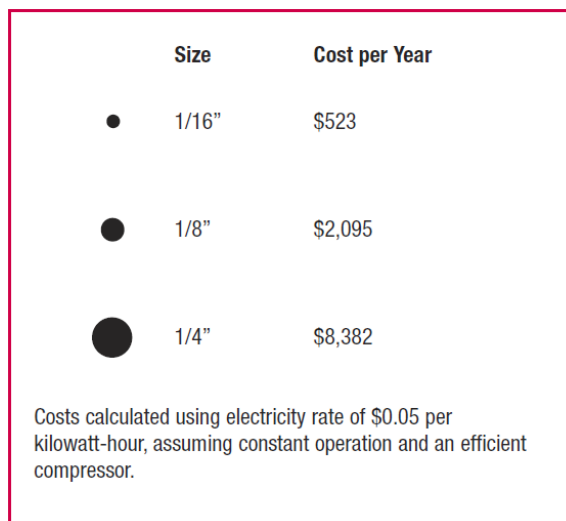 Size Cost per Year
1/16” $523
1/8” $2,095
1/4” $8,382
Costs calculated using electricity rate of $0.05 per
kilowatt-hour, assuming constant operation and an efficient
compressor.